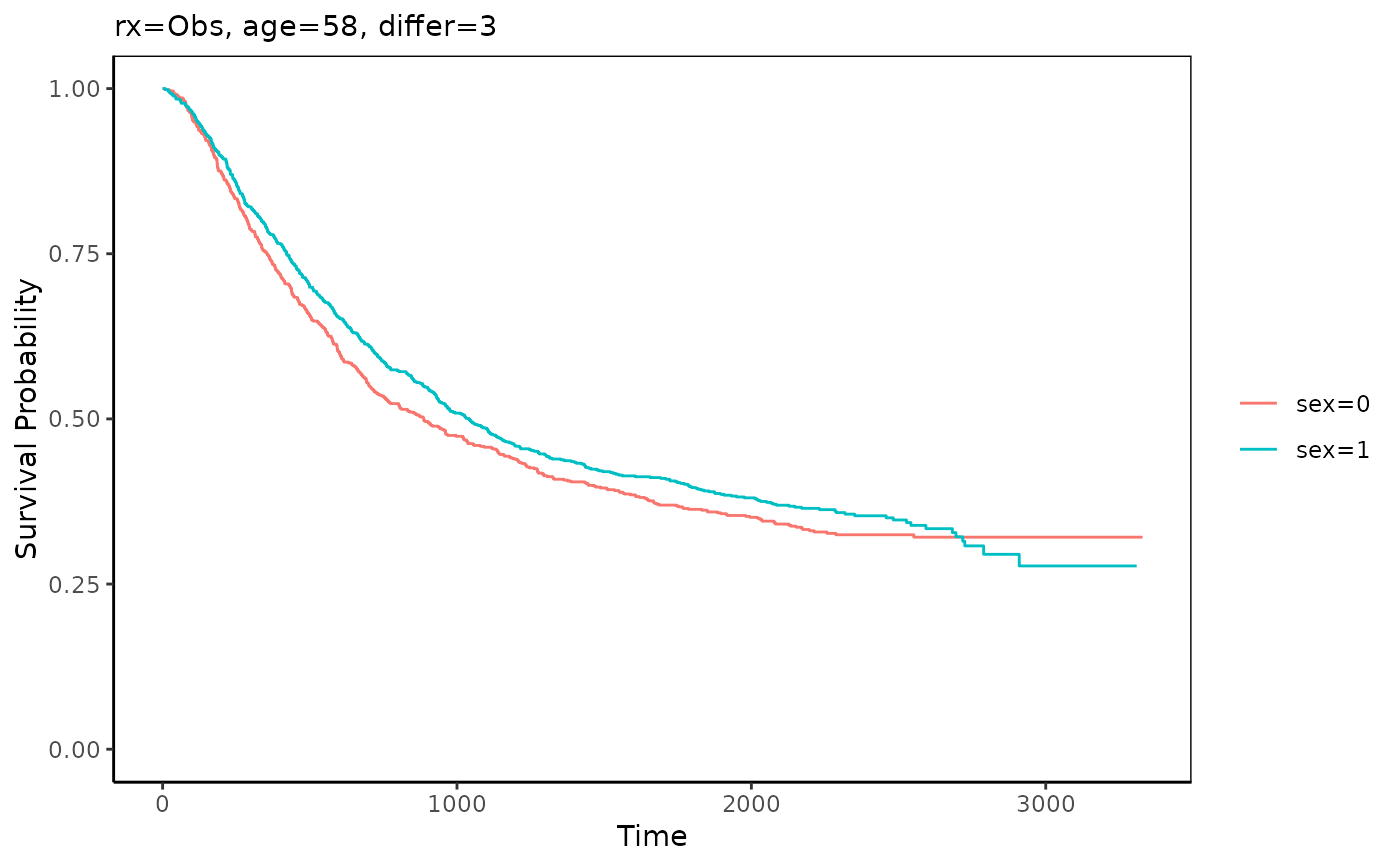 rx=Obs, age=58, differ=3
Survival Probability
1.00
0.75
0.50
0.25
0.00
0 1000 2000 3000
Time
sex=0
sex=1